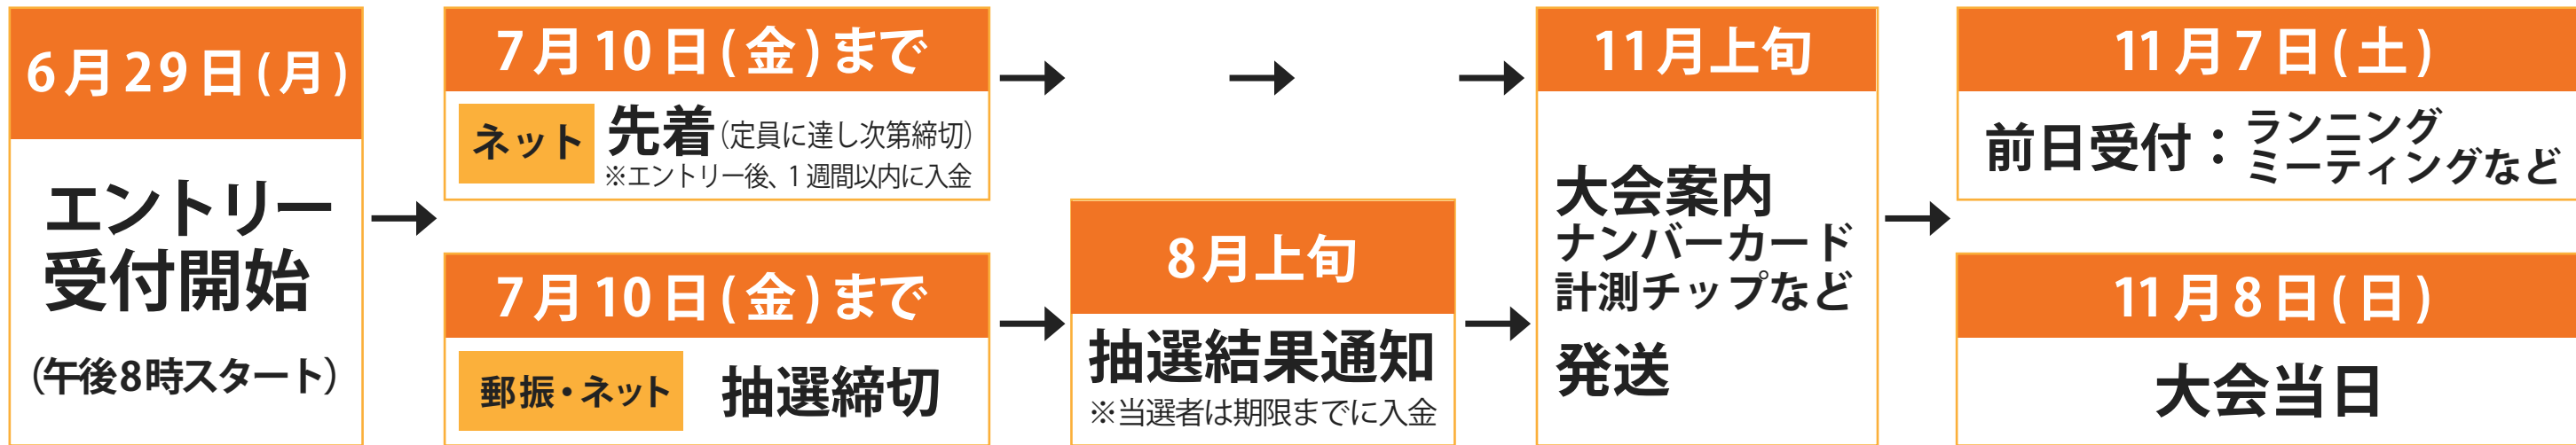 6月29日(月)
エントリー
受付開始
(午後8時スタート)
7月10日(金)まで
ネット 先着(定員に達し次第締切)
※エントリー後、1週間以内に入金
7月10日(金)まで
郵振・ネット 抽選締切
8月上旬
抽選結果通知
※当選者は期限までに入金
11月上旬
大会案内
ナンバーカード
計測チップなど
発送
11月7日(土)
前日受付：ランニング
ミーティングなど
11月8日(日)
大会当日